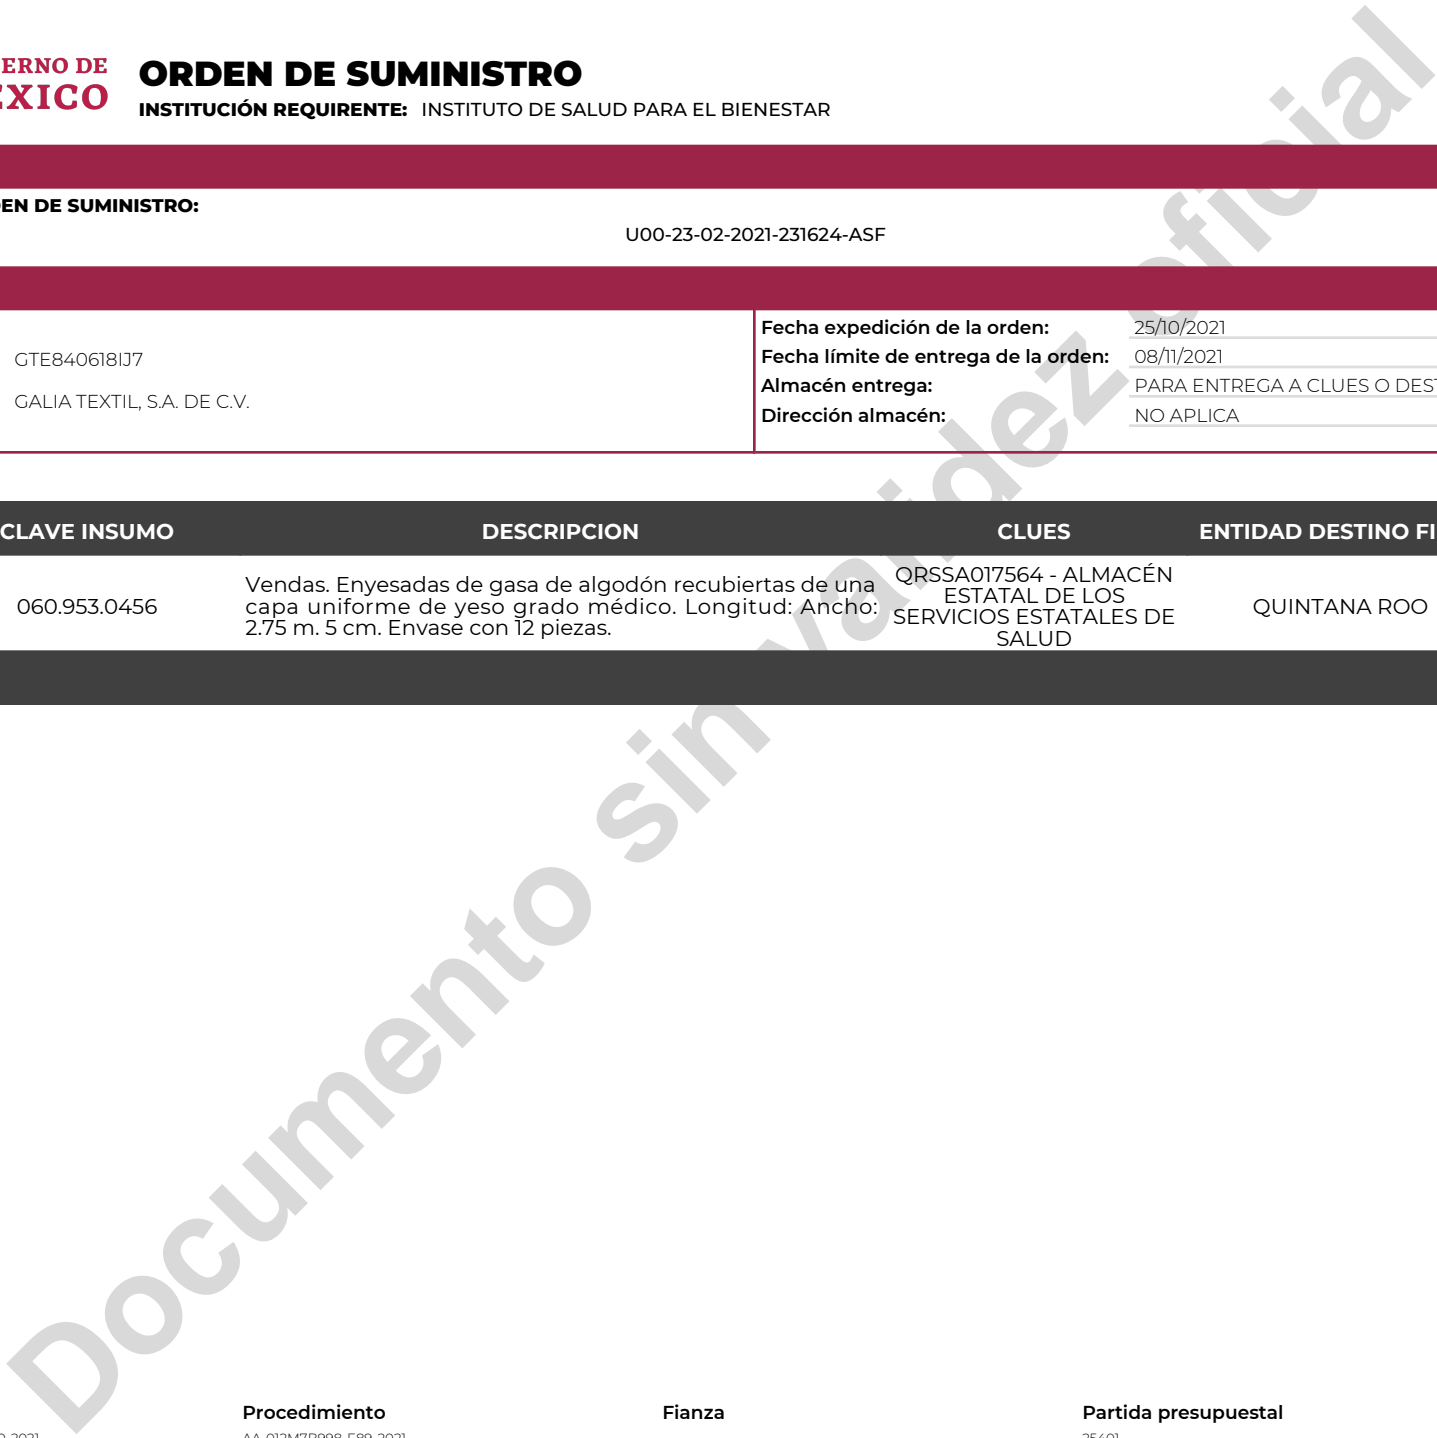 ERNO DE
ORDEN DE SUMINISTRO
INSTITUCIÓN REQUIRENTE: INSTITUTO DE SALUD PARA EL BIENESTAR
EXICO
EN DE SUMINISTRO:
U00-23-02-2021-231624-ASF
Fecha expedición de la orden: 25/10/2021
GTE840618IJ7
Fecha límite de entrega de la orden: 08/11/2021
Almacén entrega: PARA ENTREGA A CLUES O DEST
GALIA TEXTIL, S.A. DE C.V.
Dirección almacén: NO APLICA
CLAVE INSUMO DESCRIPCION CLUES ENTIDAD DESTINO FI
060.953.0456
Vendas. Enyesadas de gasa de algodón recubiertas de una
capa uniforme de yeso grado médico. Longitud: Ancho:
2.75 m. 5 cm. Envase con 12 piezas.
QRSSA017564 - ALMACÉN
ESTATAL DE LOS
SERVICIOS ESTATALES DE
SALUD
QUINTANA ROO
Documento sin validez oficial
Procedimiento Fianza Partida presupuestal